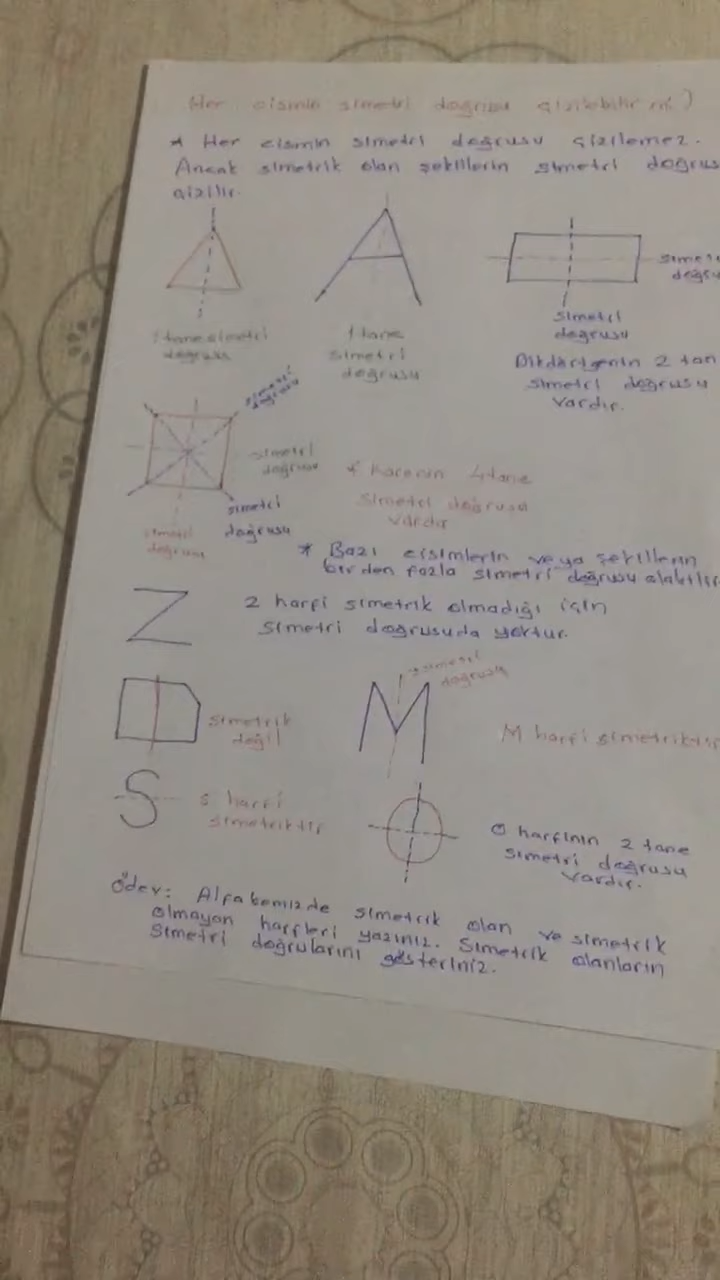 Her cismin simetri doğrusu çizilebilir mi?
* Her cismin simetri doğrusu çizilemez.
Ancak simetrik olan şekillerin simetri doğrus
çizilir.
A
1 tane simetri
doğrusu
1 tane
simetri
doğrusu
simetri
doğrusu
simetri
doğrusu
Dikdörtgenin 2 tan
simetri doğrusu
vardır.
simetri
doğrusu
simetri
doğrusu
simetri
doğrusu
simetri
doğrusu
* Karenin 4 tane
simetri doğrusu
vardır
* Bazı cisimlerin veya şekillerin
birden fazla simetri doğrusu olabilir
Z
Z harfi simetrik olmadığı için
simetri doğrusuda yoktur.
simetrik
değil
M
simetri
doğrusu
M harfi simetriktir
S
S harfi
simetriktir
O harfinin 2 tane
simetri doğrusu
vardır.
Ödev: Alfabemizde simetrik olan ve simetrik
olmayan harfleri yazınız. Simetrik olanların
simetri doğrularını gösteriniz.